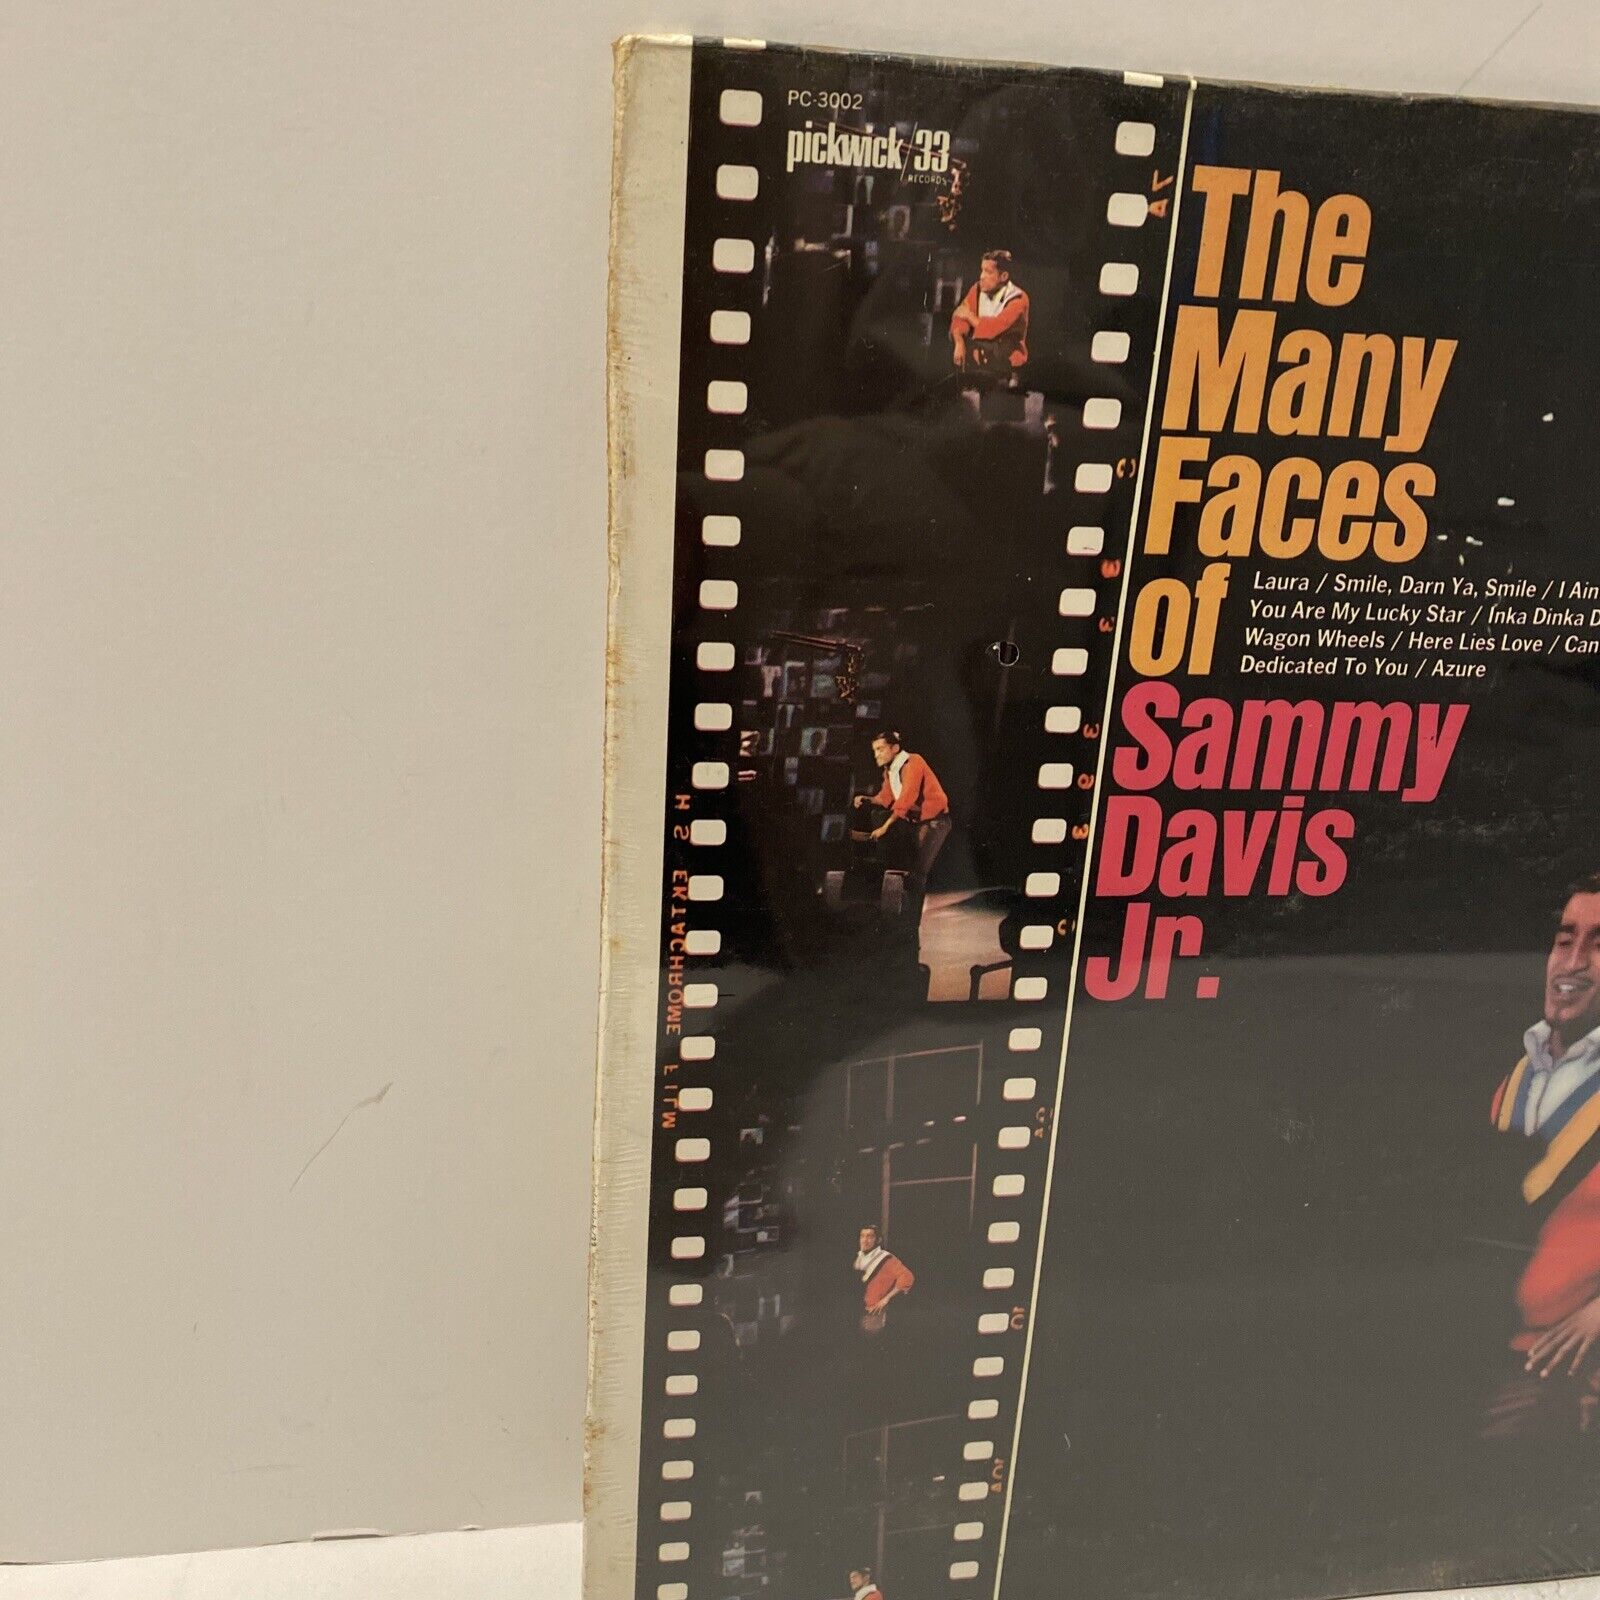 PC-3002
pickwick/33
RECORDS
The
Many
Faces
of
Laura / Smile, Darn Ya, Smile / I Ain
You Are My Lucky Star / Inka Dinka D
Wagon Wheels / Here Lies Love / Can
Dedicated To You / Azure
Sammy
Davis
Jr.
H S EKTACHROME FILM